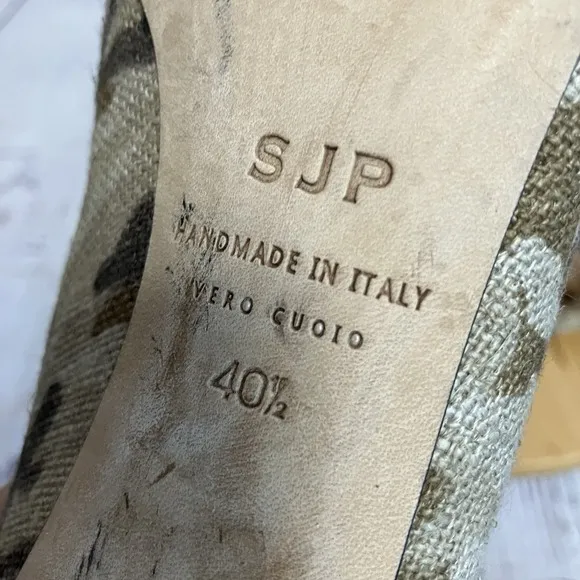 SJP
HANDMADE IN ITALY
VERO CUOIO
40½